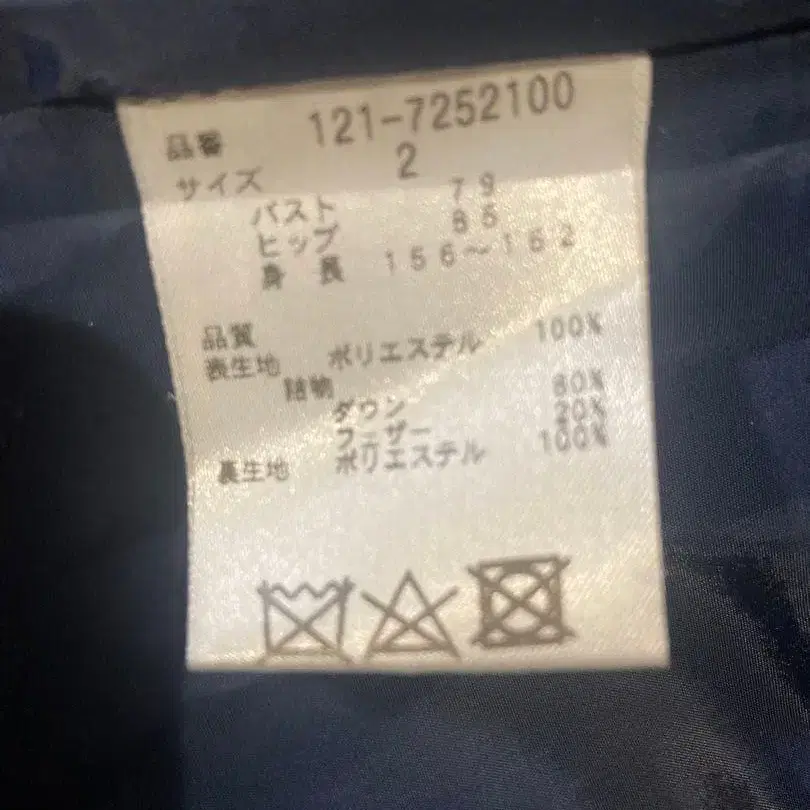 品番 121-7252100
サイズ 2
バスト 79
ヒップ 85
身長 156～162
品質
表生地 ポリエステル 100%
詰物
ダウン 80%
フェザー 20%
裏生地 ポリエステル 100%